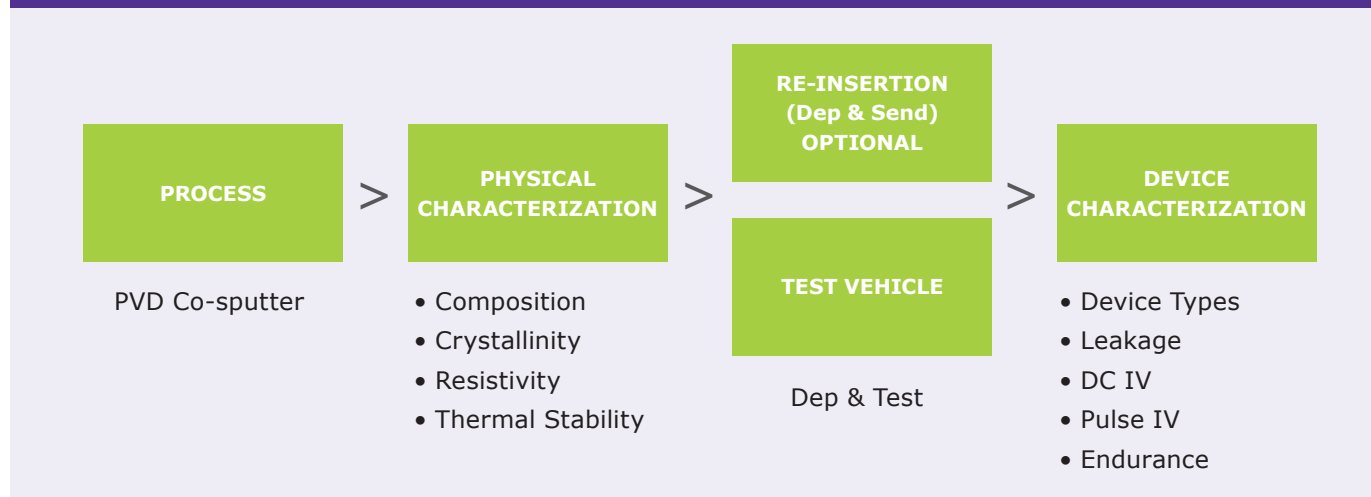 PROCESS
>
PHYSICAL
CHARACTERIZATION
>
RE-INSERTION
(Dep & Send)
OPTIONAL
TEST VEHICLE
>
DEVICE
CHARACTERIZATION
PVD Co-sputter
• Composition
• Crystallinity
• Resistivity
• Thermal Stability
Dep & Test
• Device Types
• Leakage
• DC IV
• Pulse IV
• Endurance